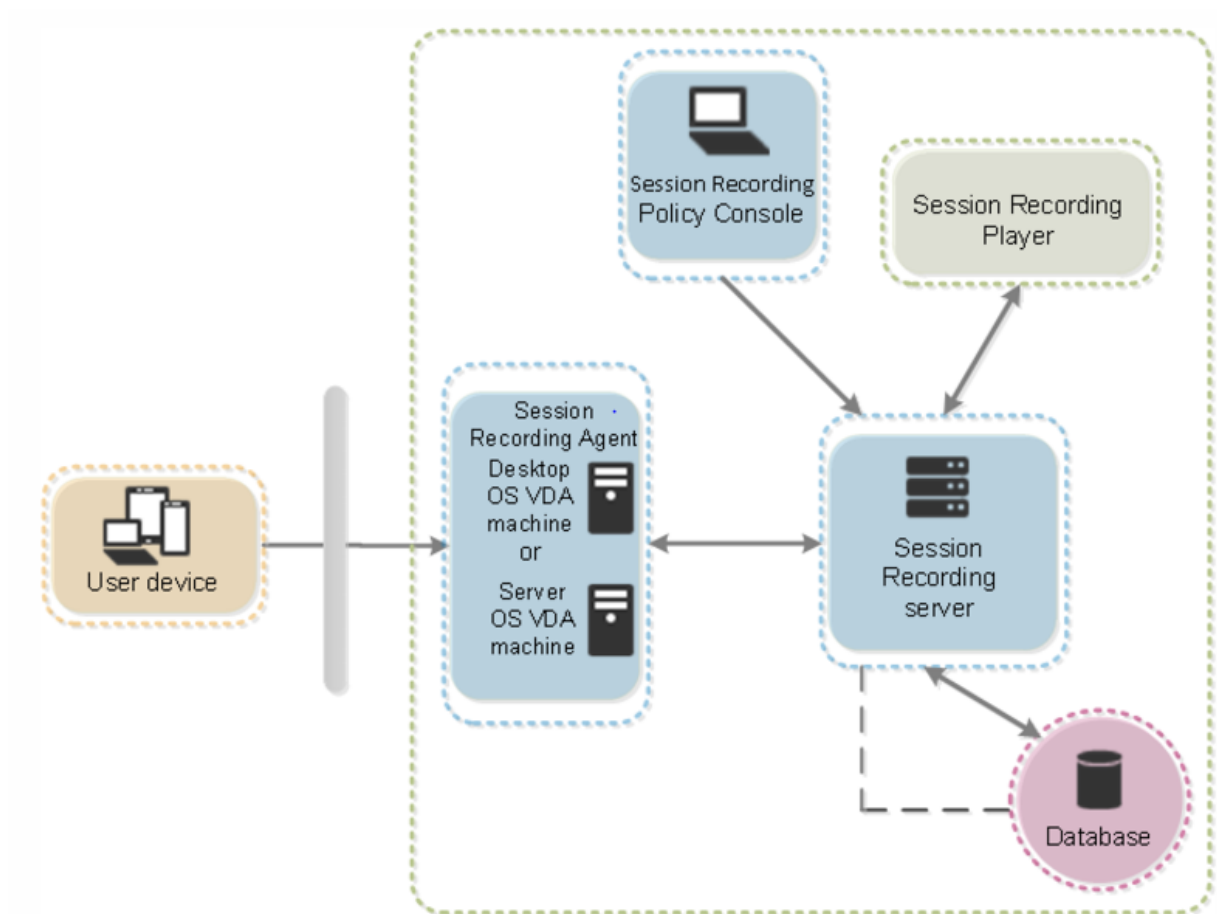 Session Recording
Policy Console
Session Recording
Player
Session
Recording Agent
Desktop
OS VDA
machine
or
Server
OS VDA
machine
User device
Session
Recording
server
Database